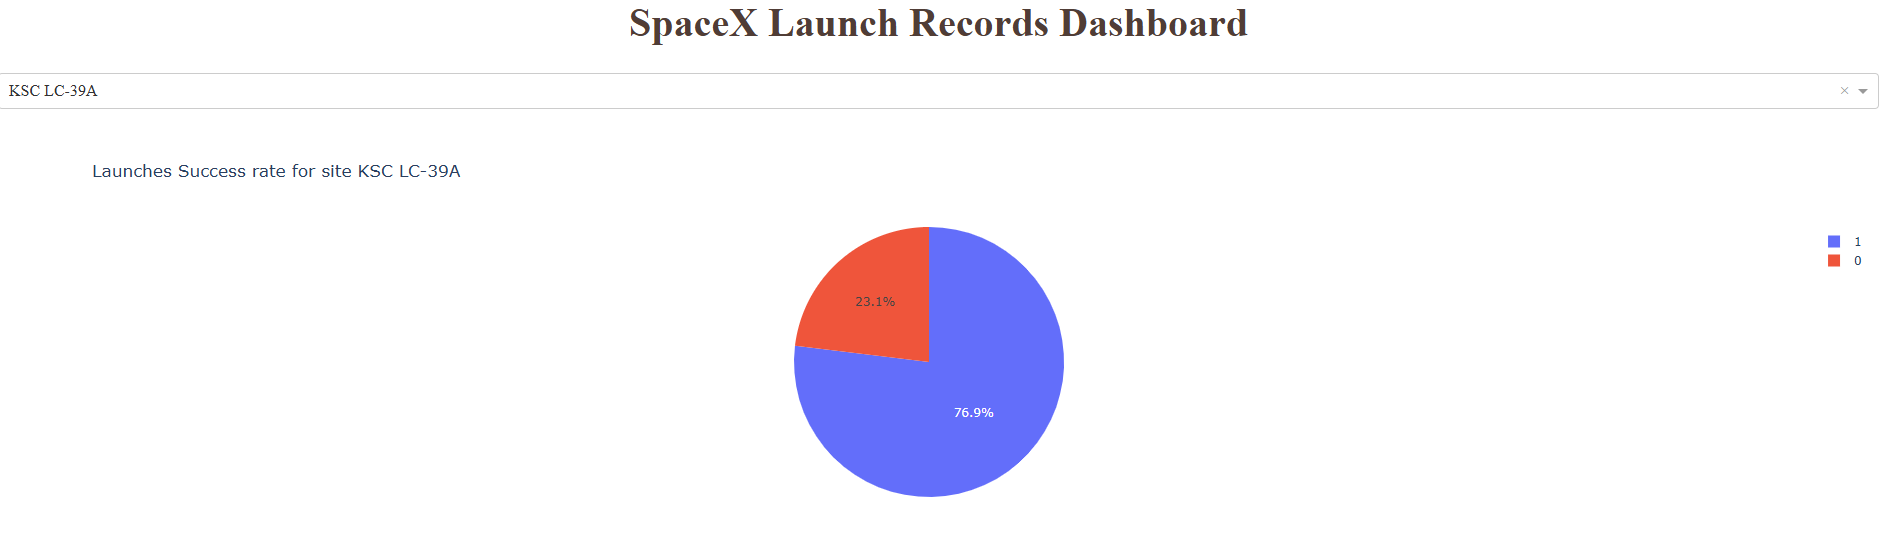 SpaceX Launch Records Dashboard
KSC LC-39A
Launches Success rate for site KSC LC-39A
1
0
23.1%
76.9%